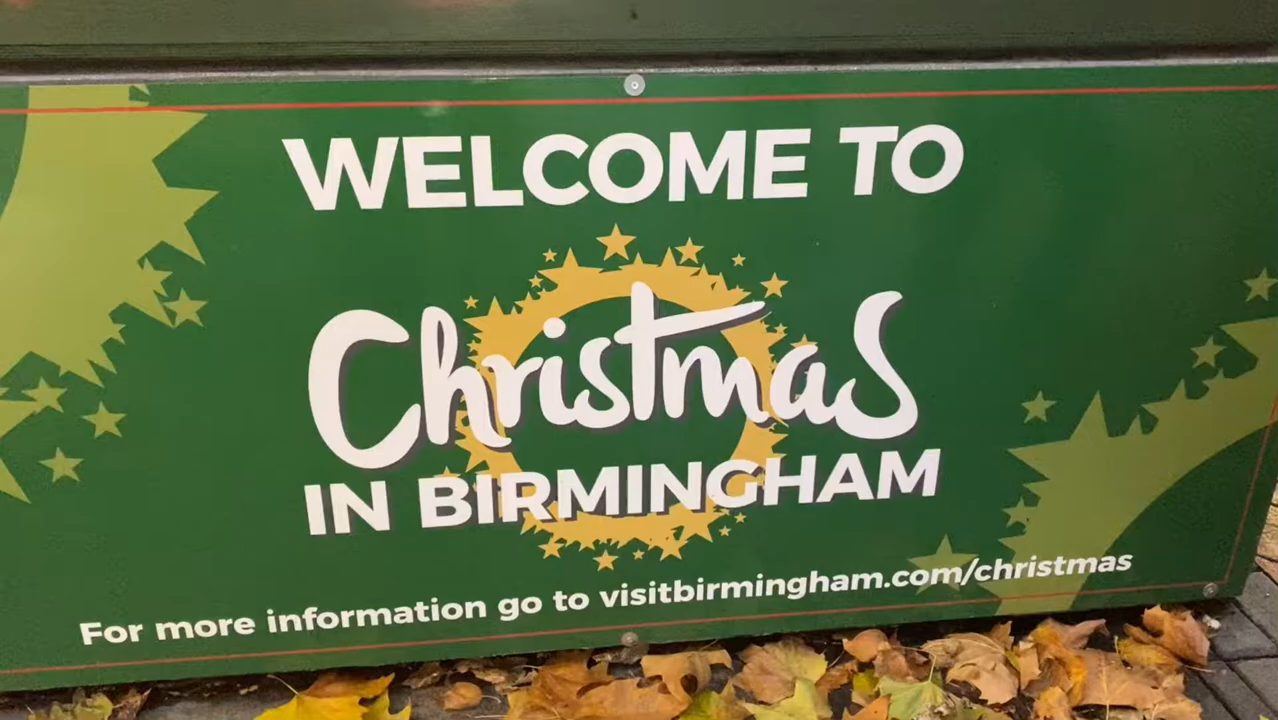 WELCOME TO
Christmas
IN BIRMINGHAM
For more information go to visitbirmingham.com/christmas